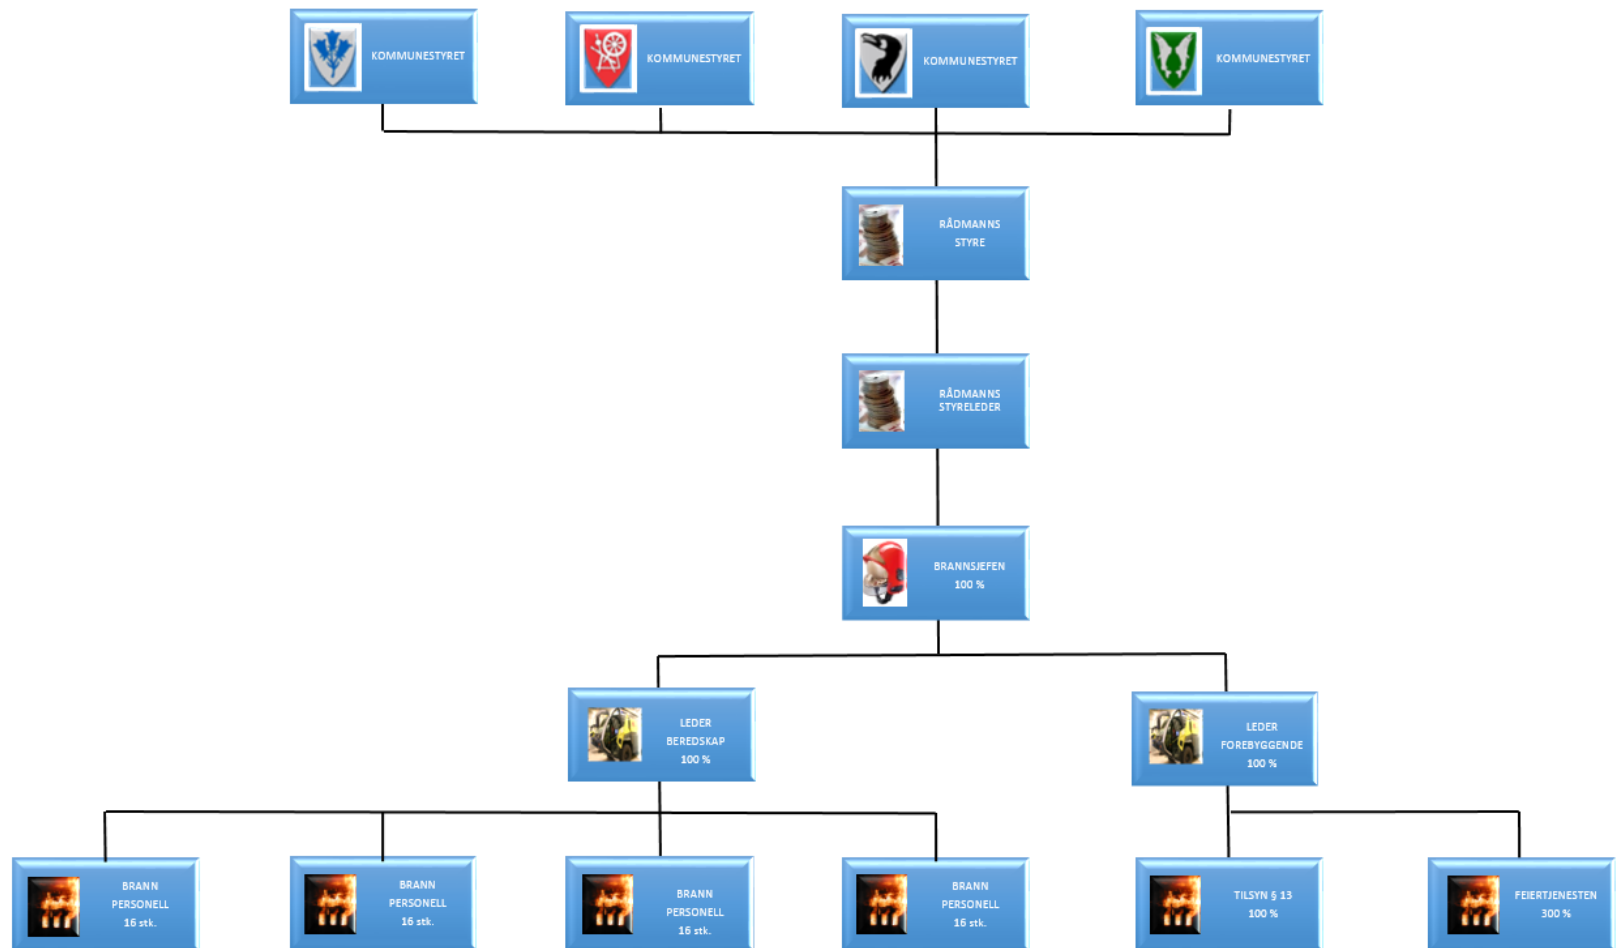 KOMMUNESTYRET
KOMMUNESTYRET
KOMMUNESTYRET
KOMMUNESTYRET
RÅDMANNS
STYRE
RÅDMANNS
STYRELEDER
BRANNSJEFEN
100 %
LEDER
BEREDSKAP
100 %
LEDER
FOREBYGGENDE
100 %
BRANN
PERSONELL
16 stk.
BRANN
PERSONELL
16 stk.
BRANN
PERSONELL
16 stk.
BRANN
PERSONELL
16 stk.
TILSYN § 13
100 %
FEIERTJENESTEN
300 %